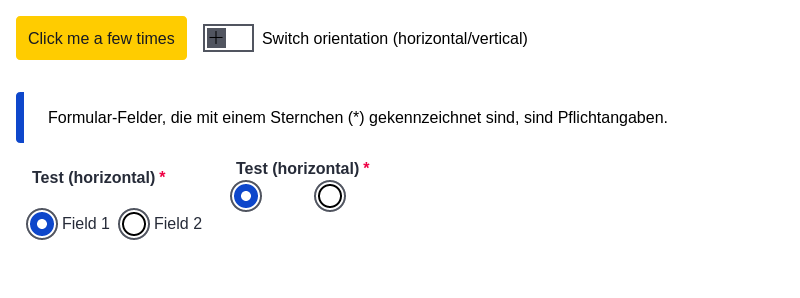 Click me a few times
Switch orientation (horizontal/vertical)
Formular-Felder, die mit einem Sternchen (*) gekennzeichnet sind, sind Pflichtangaben.
Test (horizontal) *
Field 1 Field 2
Test (horizontal) *